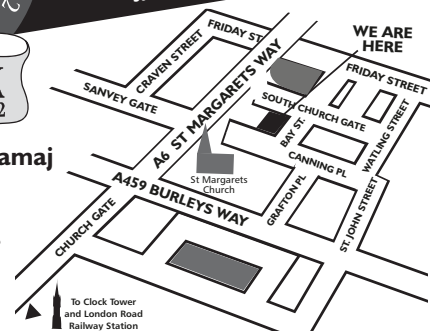 WE ARE
HERE
FRIDAY ST
CRAVEN STREET
FRIDAY STREET
SANVEY GATE
A6 ST MARGARETS WAY
SOUTH CHURCH GATE
BAY ST.
WATLING STREET
CANNING PL
amaj
St Margarets
Church
A459 BURLEYS WAY
GRAFTON PL
ST. JOHN STREET
CHURCH GATE
To Clock Tower
and London Road
Railway Station